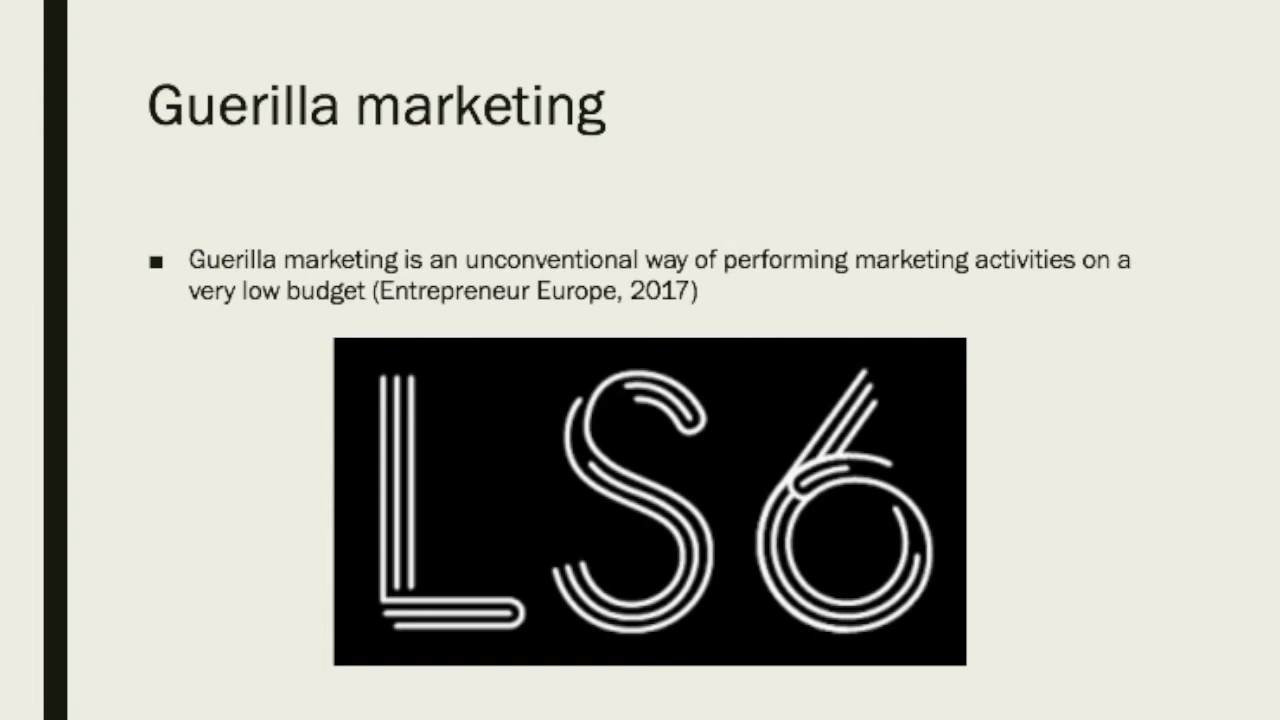 Guerilla marketing
■ Guerilla marketing is an unconventional way of performing marketing activities on a
very low budget (Entrepreneur Europe, 2017)
LS6